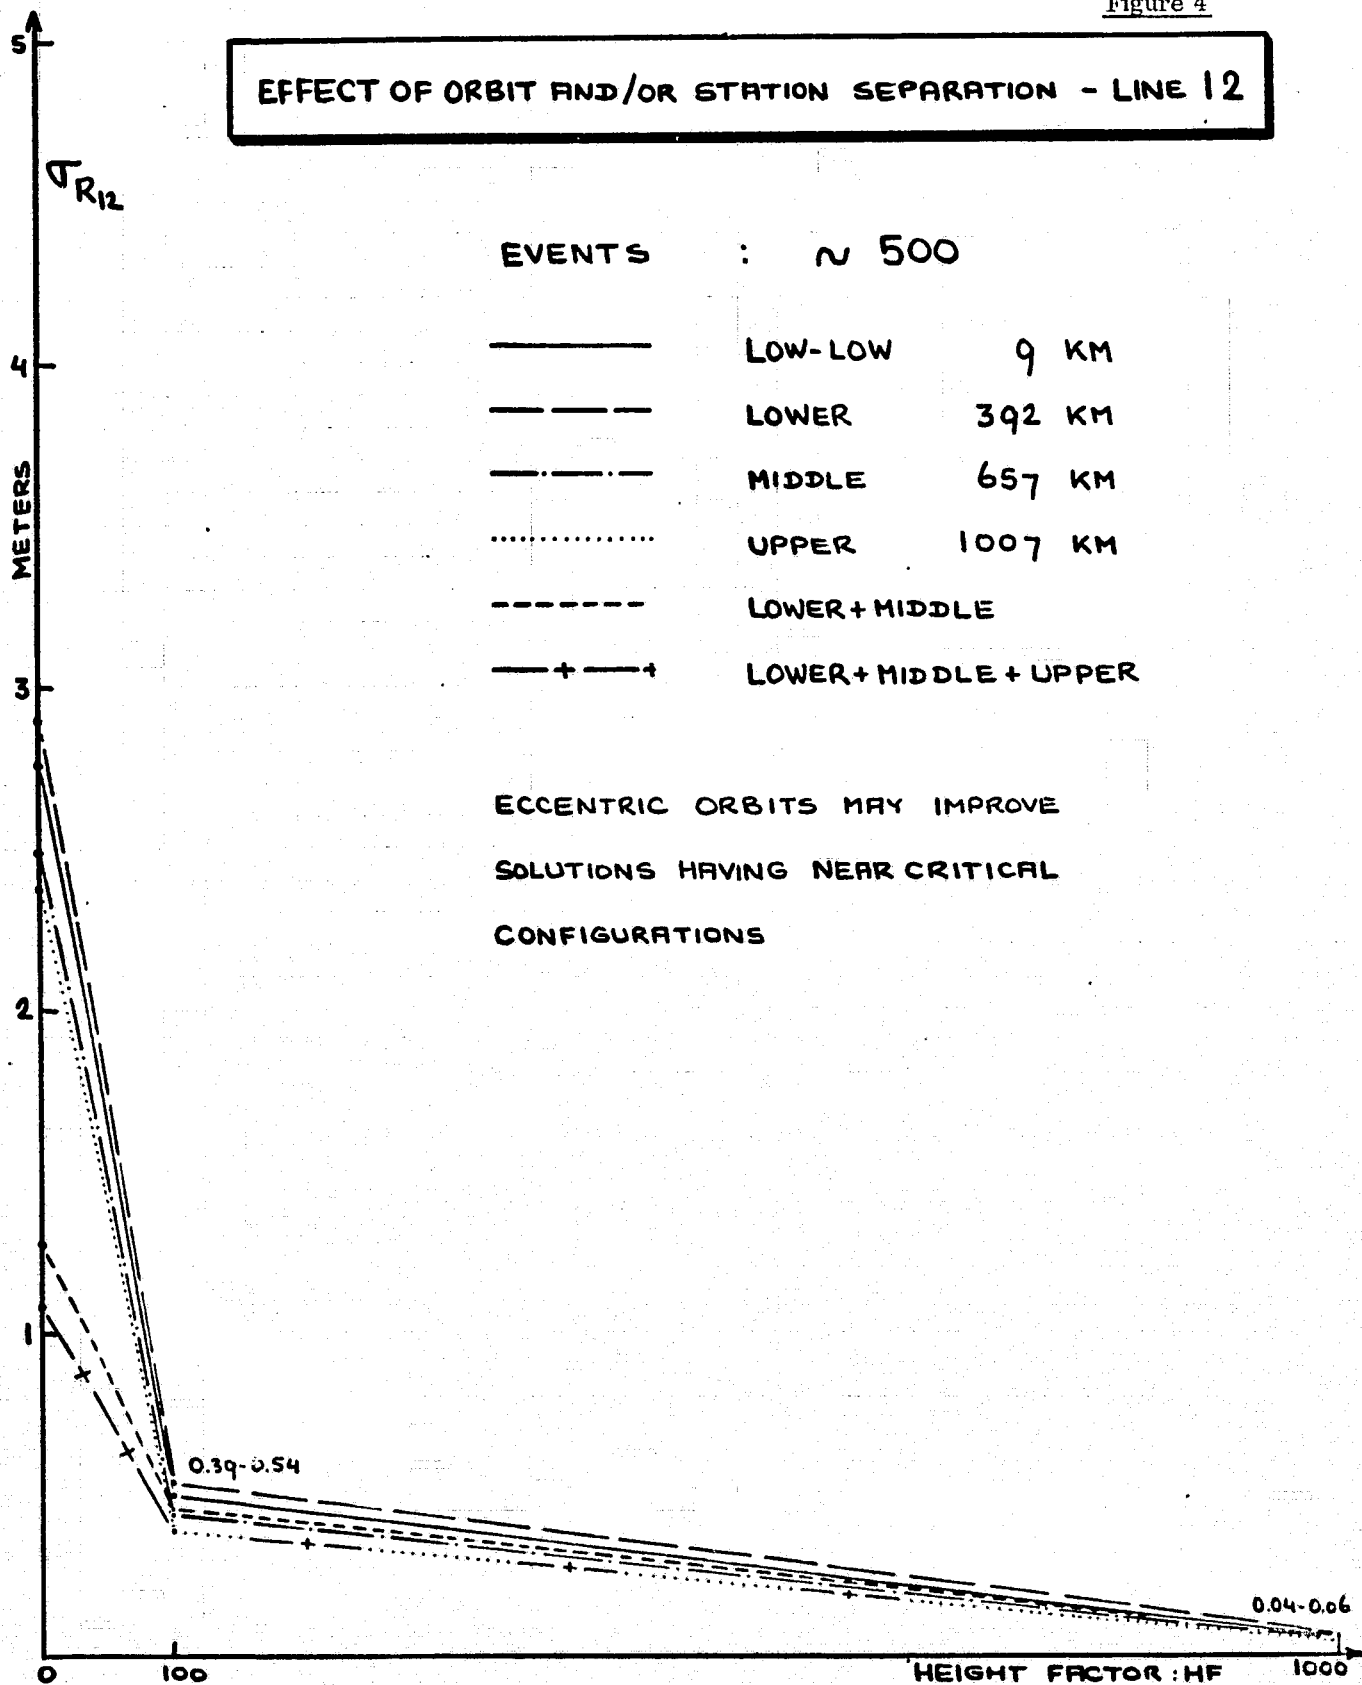 Figure 4
5
EFFECT OF ORBIT AND/OR STATION SEPARATION - LINE 12
σR12
EVENTS : ~ 500
4
LOW-LOW 9 KM
LOWER 392 KM
METERS
MIDDLE 657 KM
UPPER 1007 KM
LOWER+MIDDLE
3
LOWER+MIDDLE+UPPER
ECCENTRIC ORBITS MAY IMPROVE
SOLUTIONS HAVING NEAR CRITICAL
CONFIGURATIONS
2
1
0.39-0.54
0.04-0.06
0 100 HEIGHT FACTOR:HF 1000